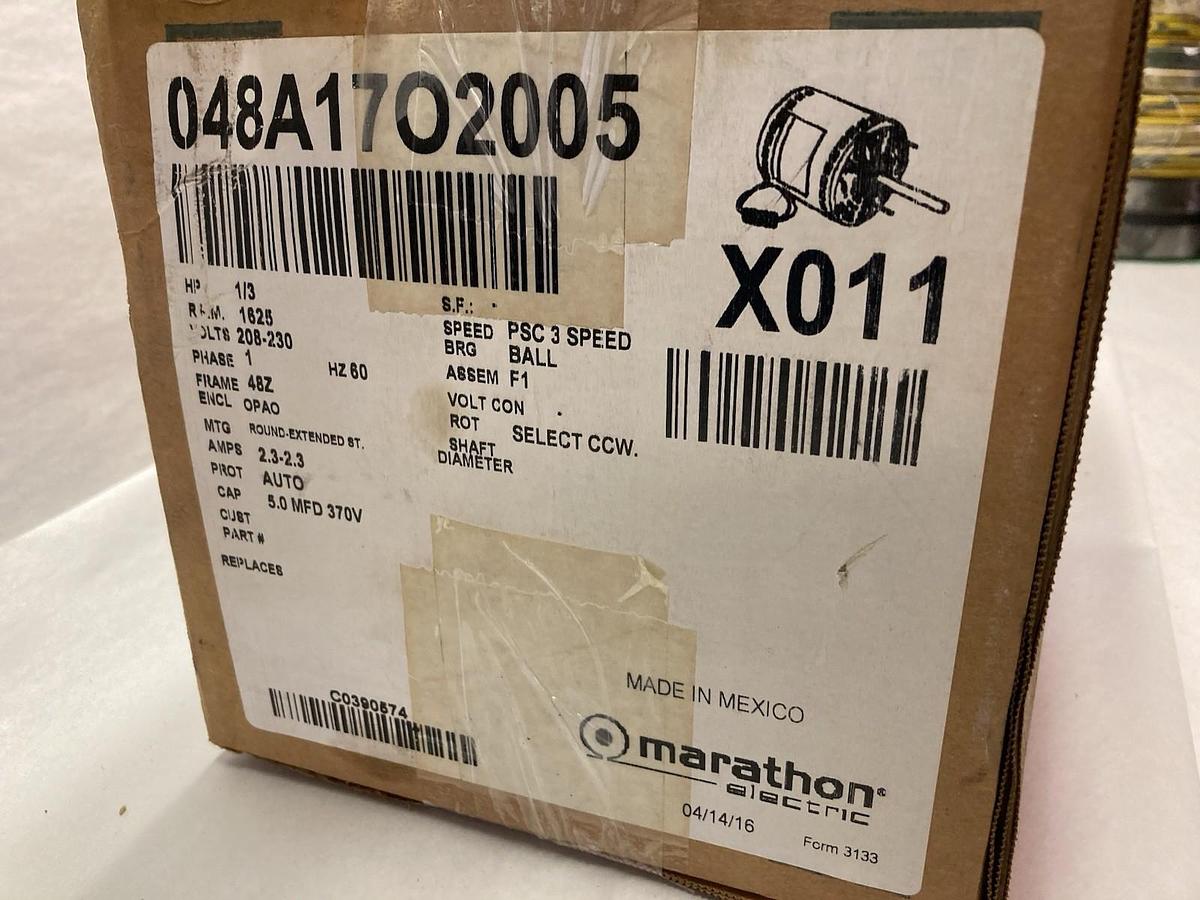 048A17O2005
X011
HP 1/3
R.P.M. 1625
VOLTS 208-230
PHASE 1 HZ 60
FRAME 48Z
ENCL OPAO
MTG ROUND-EXTENDED ST.
AMPS 2.3-2.3
PROT AUTO
CAP 5.0 MFD 370V
CUST
PART #
REPLACES
S.F.:
SPEED PSC 3 SPEED
BRG BALL
ASSEM F1
VOLT CON
ROT SELECT CCW.
SHAFT
DIAMETER
C0390574
MADE IN MEXICO
marathon®
electric
04/14/16
Form 3133